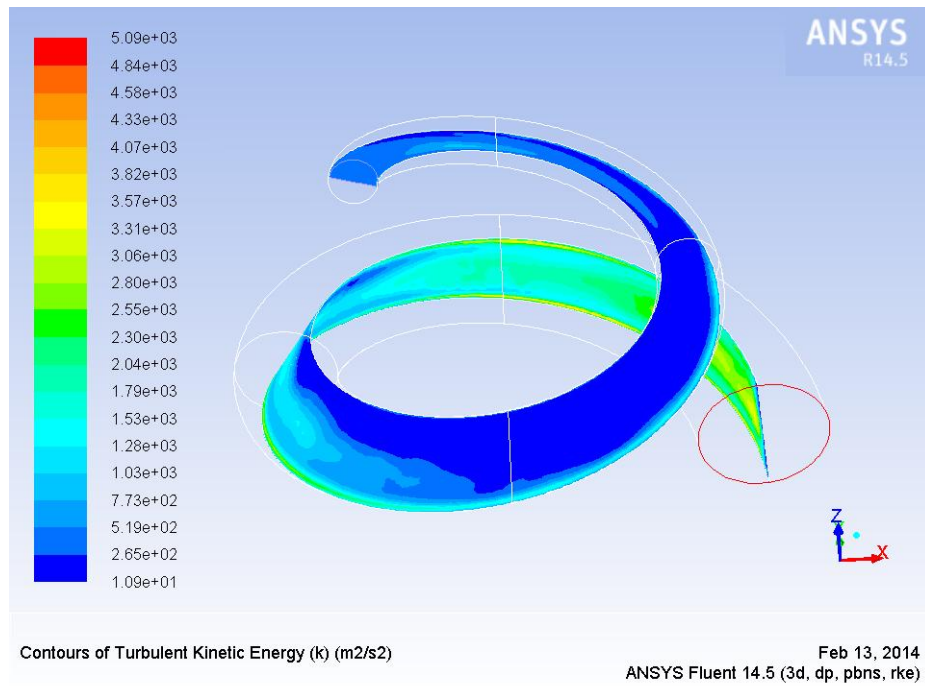 5.09e+03
4.84e+03
4.58e+03
4.33e+03
4.07e+03
3.82e+03
3.57e+03
3.31e+03
3.06e+03
2.80e+03
2.55e+03
2.30e+03
2.04e+03
1.79e+03
1.53e+03
1.28e+03
1.03e+03
7.73e+02
5.19e+02
2.65e+02
1.09e+01
ANSYS
R14.5
Z
X
Contours of Turbulent Kinetic Energy (k) (m2/s2)
Feb 13, 2014
ANSYS Fluent 14.5 (3d, dp, pbns, rke)